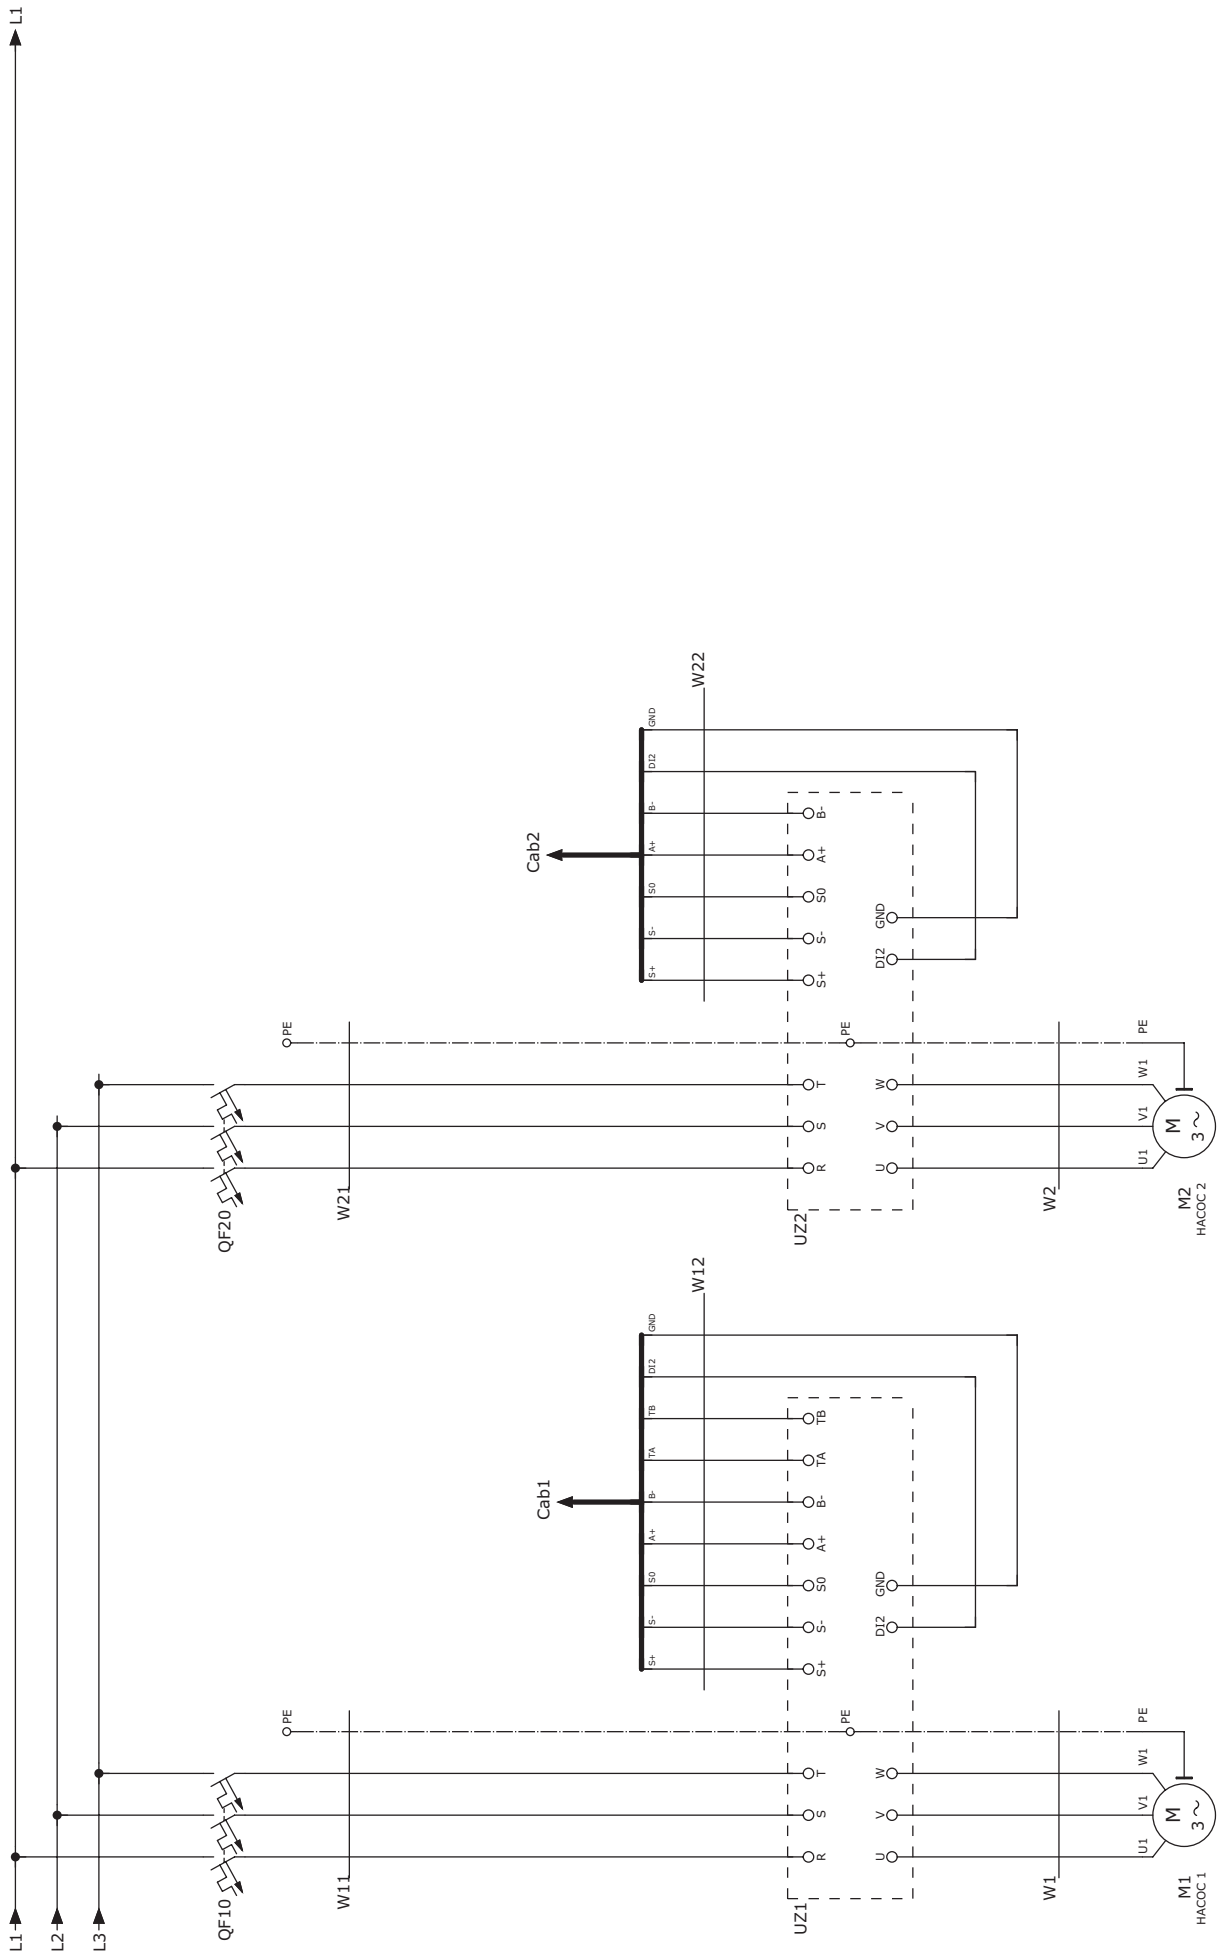 L1
L2
L3
L1
QF10
QF20
PE
PE
W11
W21
Cab1
Cab2
S+
S-
S0
A+
B-
TA
TB
DI2
GND
S+
S-
S0
A+
B-
DI2
GND
W12
W22
UZ1
R
S
T
PE
S+
S-
S0
A+
B-
TA
TB
U
V
W
DI2
GND
UZ2
R
S
T
PE
S+
S-
S0
A+
B-
U
V
W
DI2
GND
W1
W2
U1
V1
W1
PE
U1
V1
W1
PE
M1
НАСОС 1
M
3~
M2
НАСОС 2
M
3~